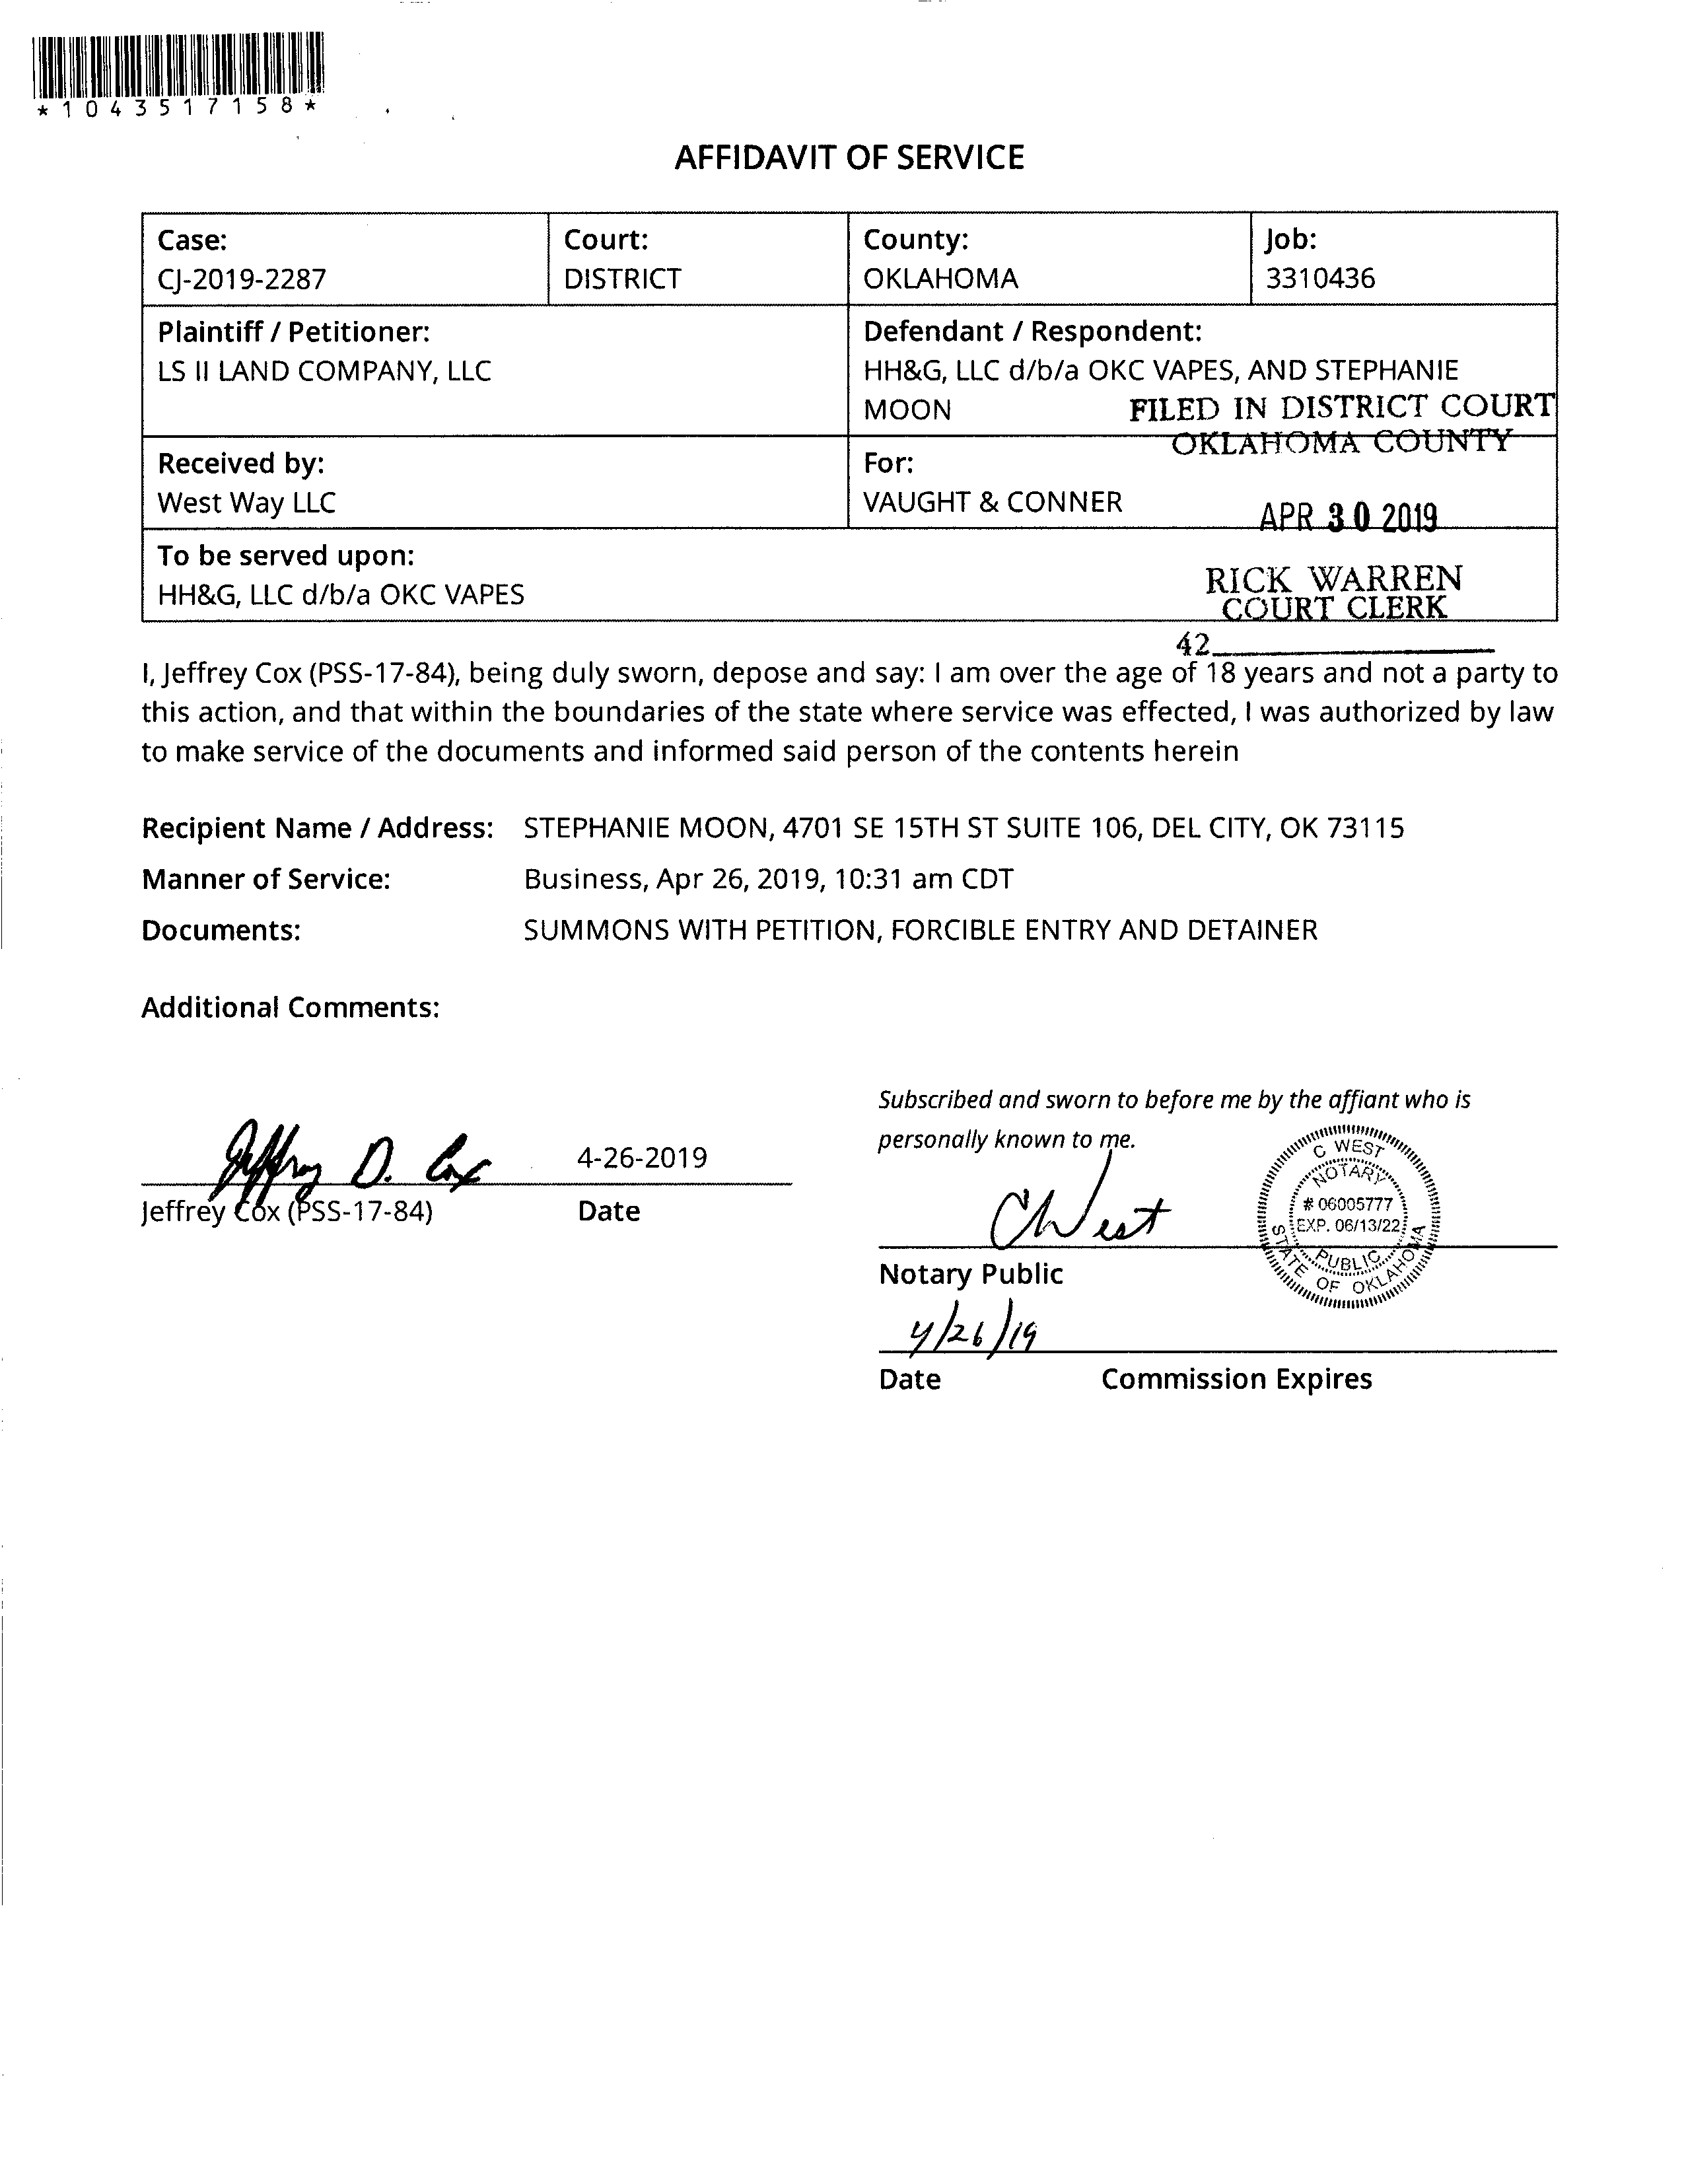 *1043517158*
AFFIDAVIT OF SERVICE
Case:
CJ-2019-2287
Court:
DISTRICT
County:
OKLAHOMA
Job:
3310436
Plaintiff / Petitioner:
LS II LAND COMPANY, LLC
Defendant / Respondent:
HH&G, LLC d/b/a OKC VAPES, AND STEPHANIE
MOON
FILED IN DISTRICT COURT
OKLAHOMA COUNTY
Received by:
West Way LLC
For:
VAUGHT & CONNER
APR 30 2019
To be served upon:
HH&G, LLC d/b/a OKC VAPES
RICK WARREN
COURT CLERK
42
I, Jeffrey Cox (PSS-17-84), being duly sworn, depose and say: I am over the age of 18 years and not a party to
this action, and that within the boundaries of the state where service was effected, I was authorized by law
to make service of the documents and informed said person of the contents herein
Recipient Name / Address: STEPHANIE MOON, 4701 SE 15TH ST SUITE 106, DEL CITY, OK 73115
Manner of Service: Business, Apr 26, 2019, 10:31 am CDT
Documents: SUMMONS WITH PETITION, FORCIBLE ENTRY AND DETAINER
Additional Comments:
Jeffrey D. Cox
4-26-2019
Jeffrey Cox (PSS-17-84)
Date
Subscribed and sworn to before me by the affiant who is
personally known to me.
C West
C WEST
NOTARY
# 06005777
EXP. 06/13/22
PUBLIC
STATE OF OKLAHOMA
Notary Public
4/26/19
Date Commission Expires